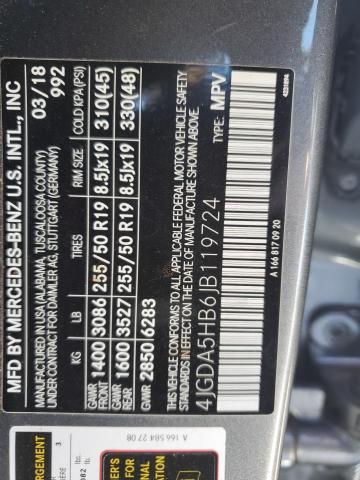 MFD BY MERCEDES-BENZ U.S. INTL., INC
MANUFACTURED IN USA (ALABAMA, TUSCALOOSA COUNTY)
UNDER CONTRACT FOR DAIMLER AG, STUTTGART (GERMANY)
03/18
992
KG LB TIRES RIM SIZE COLD KPA(PSI)
GAWR FRONT 1400 3086 255/50 R19 8.5Jx19 310(45)
GAWR REAR 1600 3527 255/50 R19 8.5Jx19 330(48)
GVWR 2850 6283
THIS VEHICLE CONFORMS TO ALL APPLICABLE FEDERAL MOTOR VEHICLE SAFETY
STANDARDS IN EFFECT ON THE DATE OF MANUFACTURE SHOWN ABOVE.
4JGDA5HB6JB119724
TYPE: MPV
A 166 817 09 20
A 166 584 27 08
3
lb.